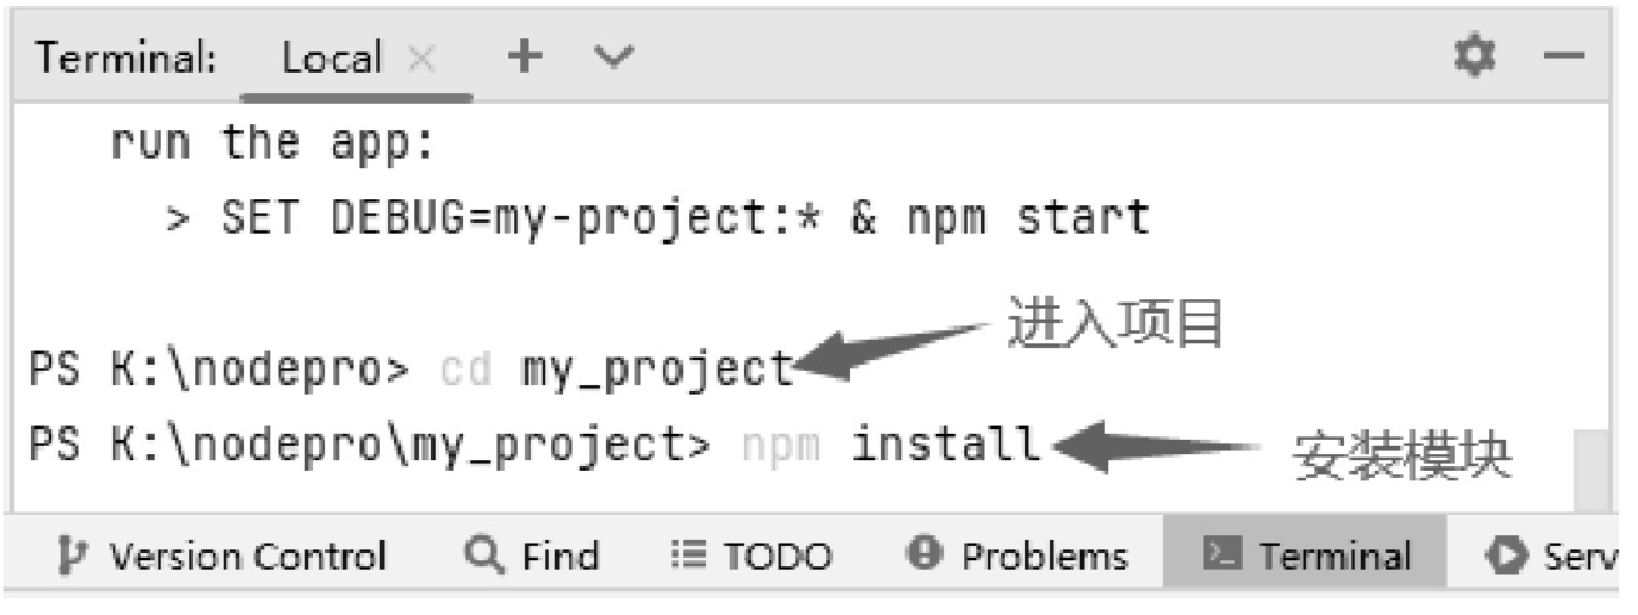 Terminal: Local
run the app:
> SET DEBUG=my-project:* & npm start
进入项目
PS K:\nodepro> cd my_project
PS K:\nodepro\my_project> npm install
安装模块
Version Control Find TODO Problems Terminal Serv